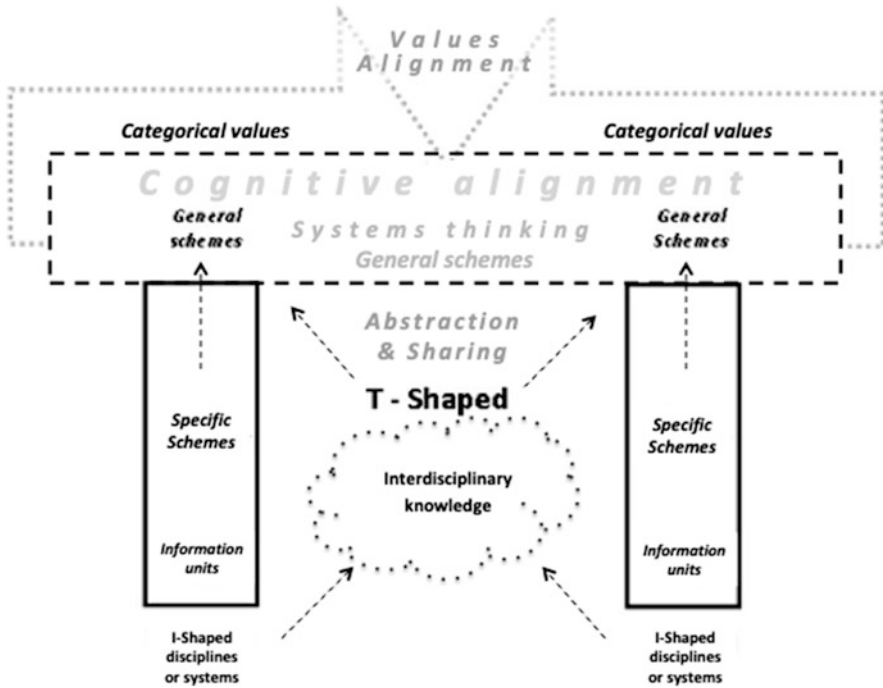 Values
Alignment
Categorical values
Categorical values
Cognitive alignment
General
schemes
Systems thinking
General schemes
General
Schemes
Abstraction
& Sharing
T - Shaped
Specific
Schemes
Interdisciplinary
knowledge
Specific
Schemes
Information
units
Information
units
I-Shaped
disciplines
or systems
I-Shaped
disciplines
or systems